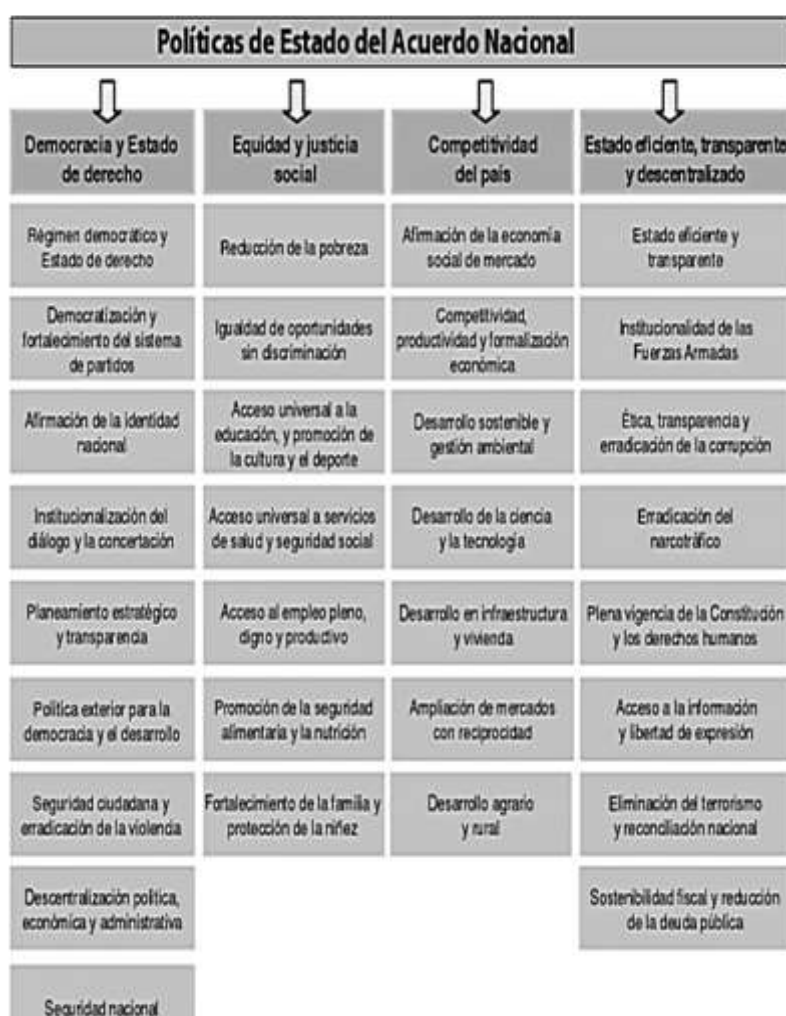 Políticas de Estado del Acuerdo Nacional
Democracia y Estado
de derecho
Régimen democrático y
Estado de derecho
Democratización y
fortalecimiento del sistema
de partidos
Afirmación de la identidad
nacional
Institucionalización del
diálogo y la concertación
Planeamiento estratégico
y transparencia
Política exterior para la
democracia y el desarrollo
Seguridad ciudadana y
erradicación de la violencia
Descentralización política,
económica y administrativa
Seguridad nacional
Equidad y justicia
social
Reducción de la pobreza
Igualdad de oportunidades
sin discriminación
Acceso universal a la
educación, y promoción de
la cultura y el deporte
Acceso universal a servicios
de salud y seguridad social
Acceso al empleo pleno,
digno y productivo
Promoción de la seguridad
alimentaria y la nutrición
Fortalecimiento de la familia y
protección de la niñez
Competitividad
del país
Afirmación de la economía
social de mercado
Competitividad,
productividad y formalización
económica
Desarrollo sostenible y
gestión ambiental
Desarrollo de la ciencia
y la tecnología
Desarrollo en infraestructura
y vivienda
Ampliación de mercados
con reciprocidad
Desarrollo agrario
y rural
Estado eficiente, transparente
y descentralizado
Estado eficiente y
transparente
Institucionalidad de las
Fuerzas Armadas
Ética, transparencia y
erradicación de la corrupción
Erradicación del
narcotráfico
Plena vigencia de la Constitución
y los derechos humanos
Acceso a la información
y libertad de expresión
Eliminación del terrorismo
y reconciliación nacional
Sostenibilidad fiscal y reducción
de la deuda pública